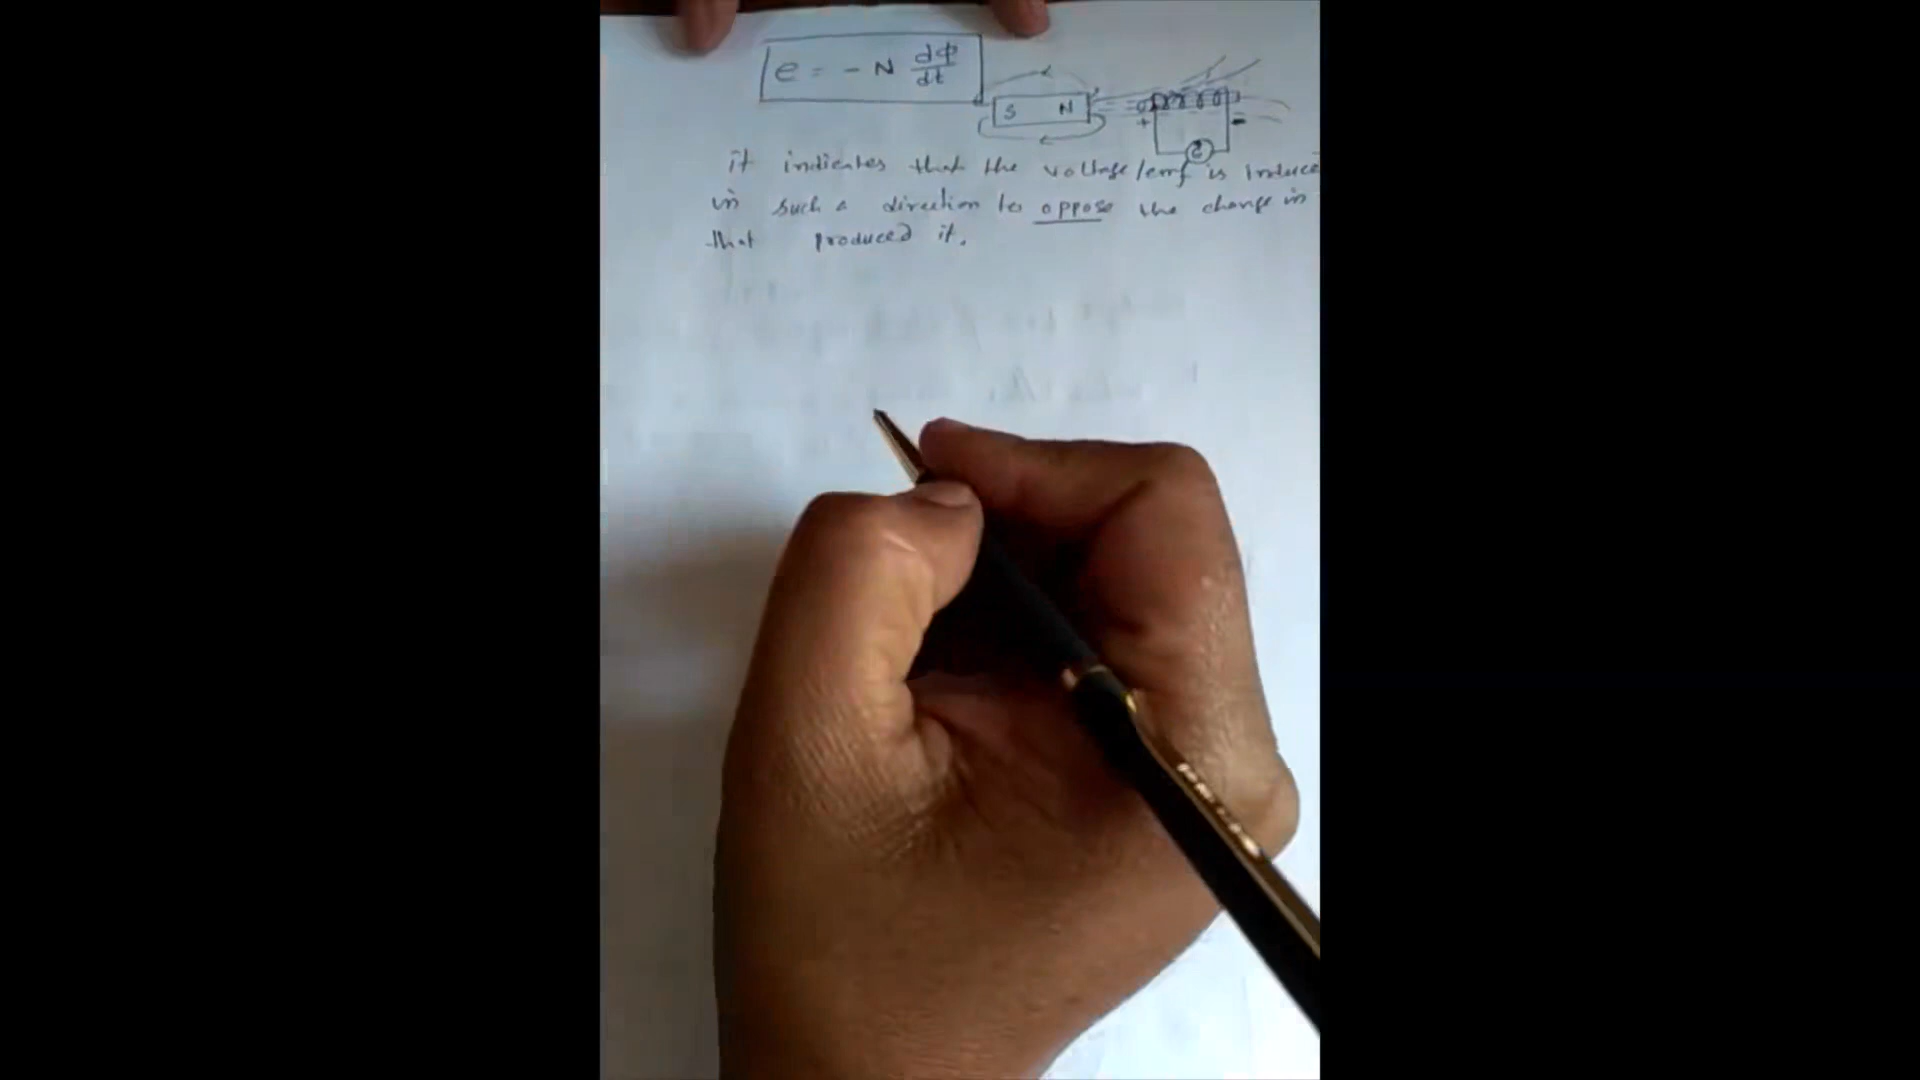 e = - N dΦ/dt
S N
+ -
G
it indicates that the voltage/emf is induce
in such a direction to oppose the change in
that produced it.